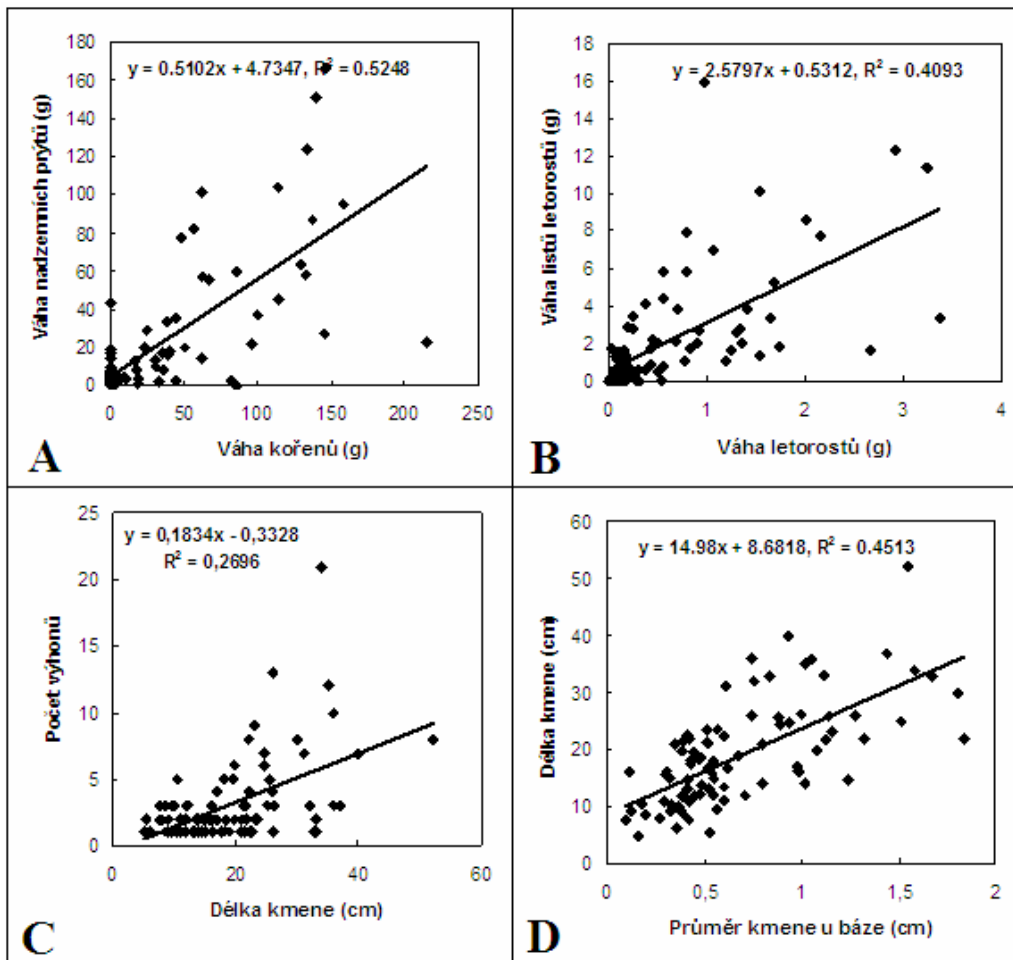 y = 0.5102x + 4.7347, R² = 0.5248
180
160
140
120
100
80
60
40
20
0
Váha nadzemních prýtů (g)
0 50 100 150 200 250
Váha kořenů (g)
A
y = 2.5797x + 0.5312, R² = 0.4093
18
16
14
12
10
8
6
4
2
0
Váha listů letorostů (g)
0 1 2 3 4
Váha letorostů (g)
B
y = 0,1834x - 0,3328
R² = 0,2696
25
20
15
10
5
0
Počet výhonů
0 20 40 60
Délka kmene (cm)
C
y = 14.98x + 8.6818, R² = 0.4513
60
50
40
30
20
10
0
Délka kmene (cm)
0 0,5 1 1,5 2
Průměr kmene u báze (cm)
D